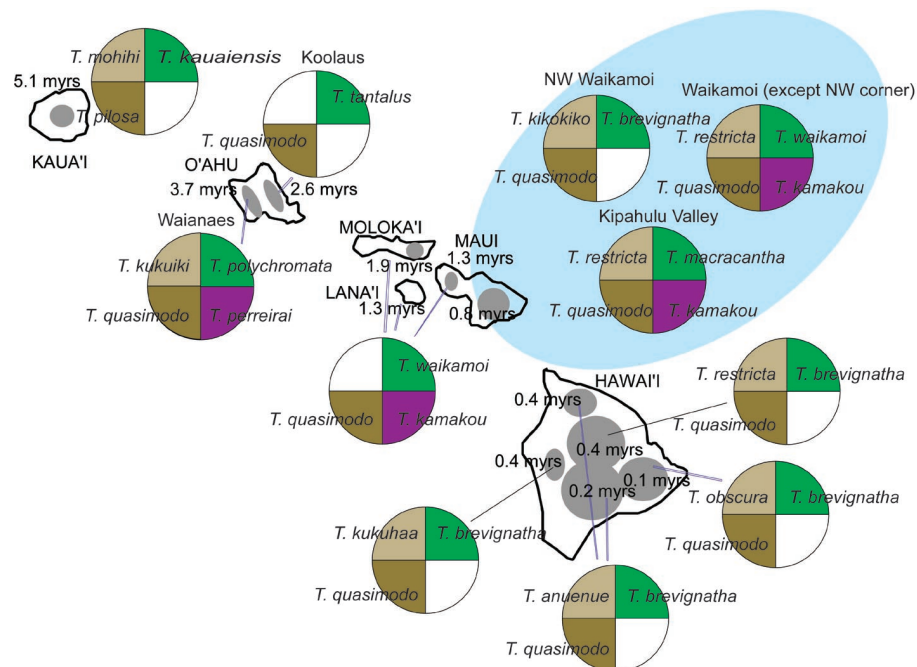 T. mohihi
T. kauaiensis
T. pilosa
5.1 myrs
KAUA'I
Koolaus
T. tantalus
T. quasimodo
O'AHU
3.7 myrs
2.6 myrs
Waianaes
T. kukuiki
T. polychromata
T. quasimodo
T. perreirai
MOLOKA'I
1.9 myrs
LANA'I
1.3 myrs
MAUI
1.3 myrs
0.8 myrs
T. waikamoi
T. quasimodo
T. kamakou
NW Waikamoi
T. kikokiko
T. brevignatha
T. quasimodo
Waikamoi (except NW corner)
T. restricta
T. waikamoi
T. quasimodo
T. kamakou
Kipahulu Valley
T. restricta
T. macracantha
T. quasimodo
T. kamakou
HAWAI'I
0.4 myrs
0.4 myrs
0.4 myrs
0.2 myrs
0.1 myrs
T. restricta
T. brevignatha
T. quasimodo
T. obscura
T. brevignatha
T. quasimodo
T. kukuhaa
T. brevignatha
T. quasimodo
T. anuenue
T. brevignatha
T. quasimodo